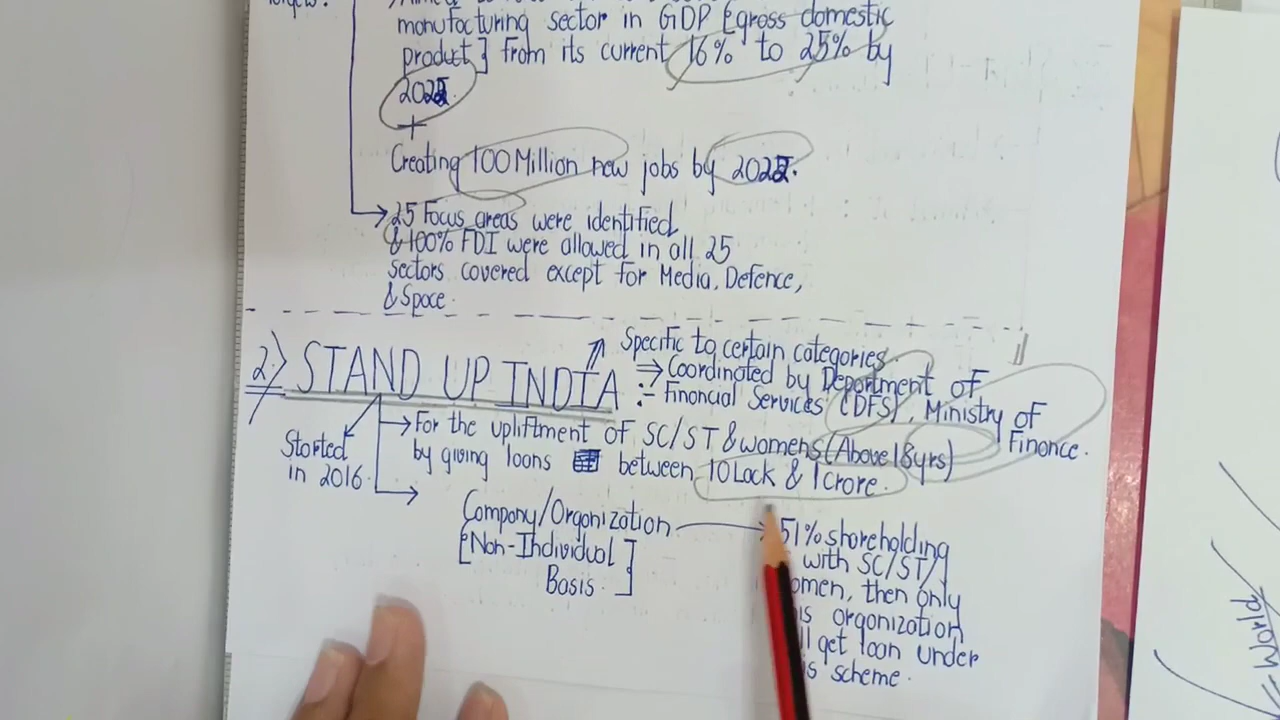 manufacturing sector in GDP [gross domestic
product] from its current 16% to 25% by
2025
+
Creating 100 Million new jobs by 2022.
25 Focus areas were identified
& 100% FDI were allowed in all 25
sectors covered except for Media, Defence,
& Space.
2.) STAND UP INDIA
Specific to certain categories.
⇒ Coordinated by Department of
:- Financial Services (DFS), Ministry of
Finance.
Started
in 2016.
For the upliftment of SC/ST & womens (Above 18yrs)
by giving loans between 10 Lack & 1 Crore.
Company/Organization
[Non-Individual
Basis.]
51% shareholding
with SC/ST/
omen, then only
is organization
ll get loan under
is scheme.
World